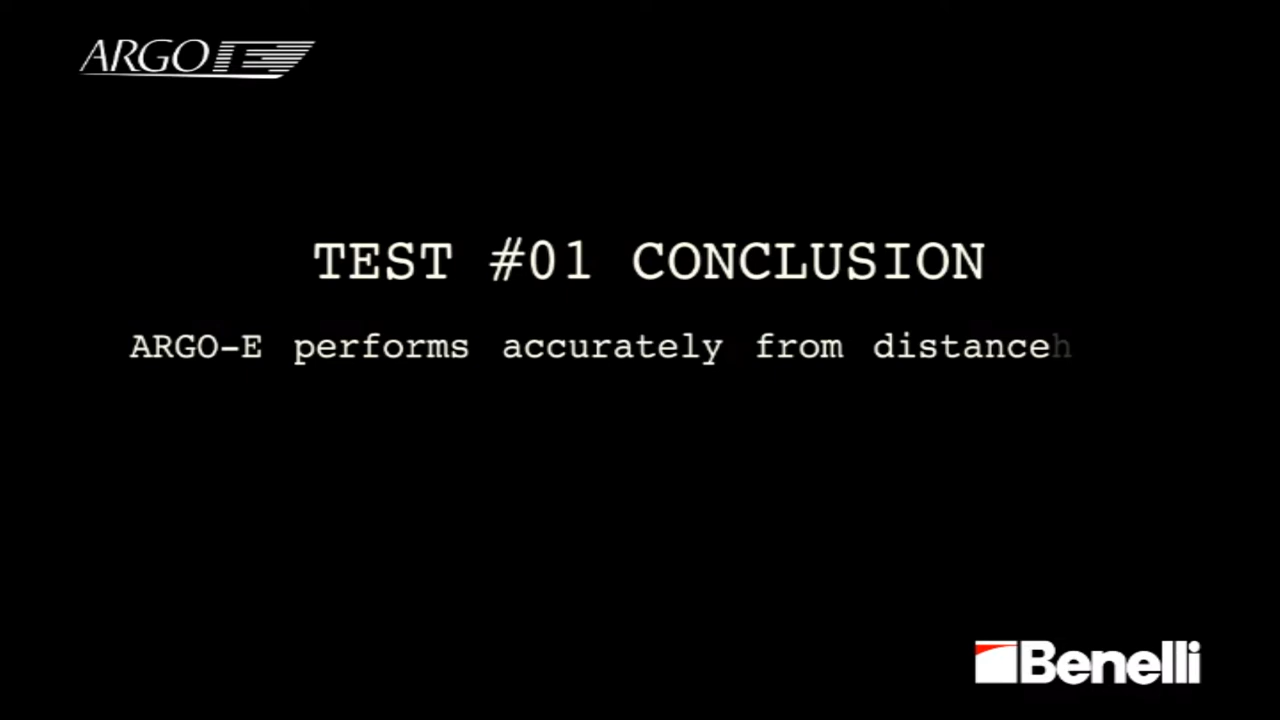 ARGO E
TEST #01 CONCLUSION
ARGO-E performs accurately from distanceh
Benelli